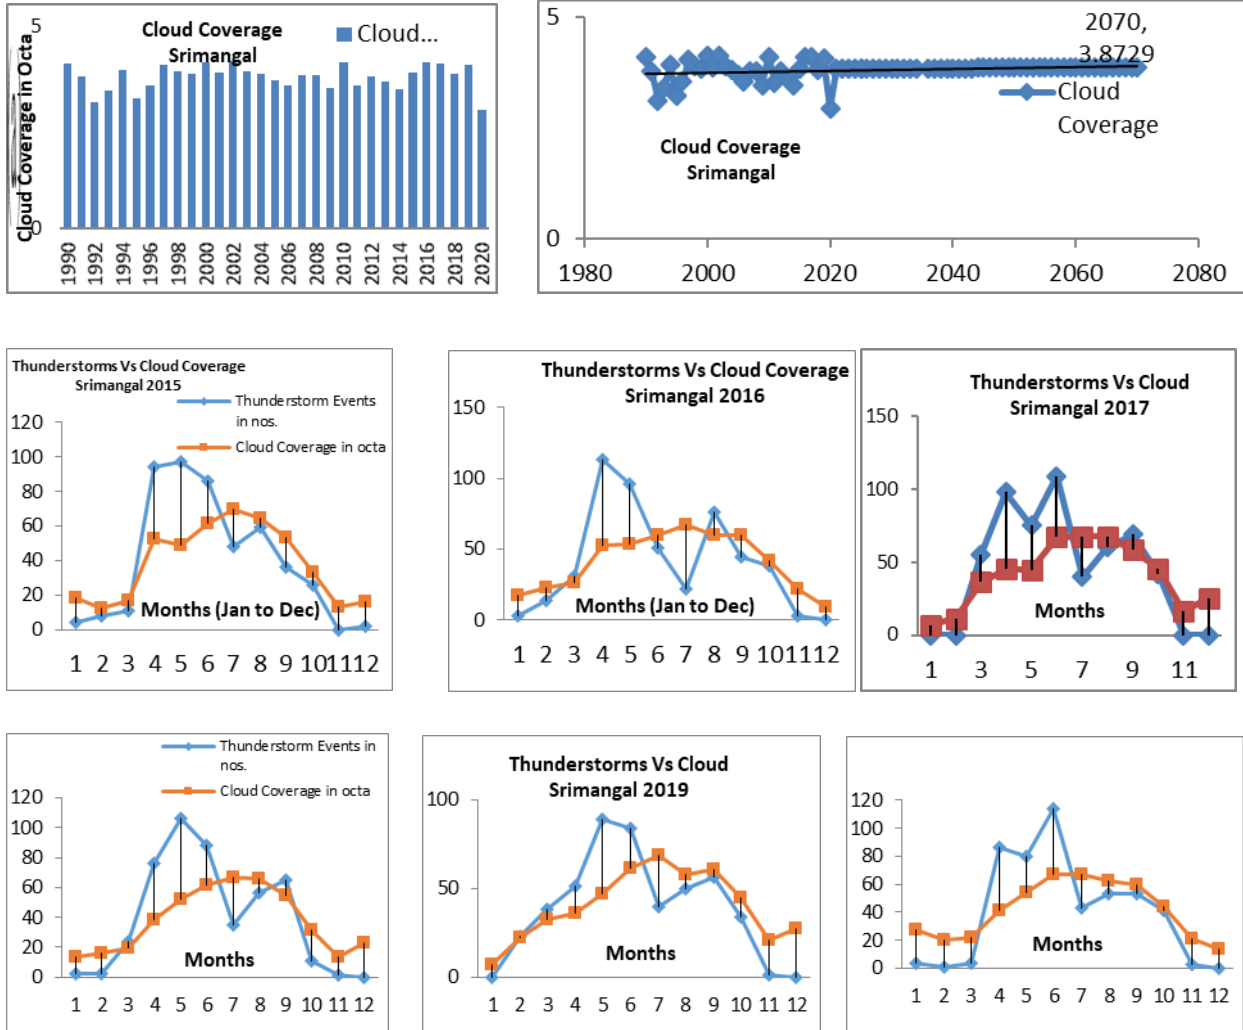 5
Cloud Coverage
Srimangal
Cloud...
Cloud Coverage in Octa
0
1990
1992
1994
1996
1998
2000
2002
2004
2006
2008
2010
2012
2014
2016
2018
2020
5
2070,
3.8729
Cloud
Coverage
Cloud Coverage
Srimangal
0
1980 2000 2020 2040 2060 2080
Thunderstorms Vs Cloud Coverage
Srimangal 2015
Thunderstorm Events
in nos.
Cloud Coverage in octa
120
100
80
60
40
20
0
Months (Jan to Dec)
1 2 3 4 5 6 7 8 9 10 11 12
Thunderstorms Vs Cloud Coverage
Srimangal 2016
150
100
50
0
Months (Jan to Dec)
1 2 3 4 5 6 7 8 9 10 11 12
Thunderstorms Vs Cloud
Srimangal 2017
150
100
50
0
Months
1 3 5 7 9 11
Thunderstorm Events in
nos.
Cloud Coverage in octa
120
100
80
60
40
20
0
Months
1 2 3 4 5 6 7 8 9 10 11 12
Thunderstorms Vs Cloud
Srimangal 2019
100
50
0
Months
1 2 3 4 5 6 7 8 9 10 11 12
120
100
80
60
40
20
0
Months
1 2 3 4 5 6 7 8 9 10 11 12